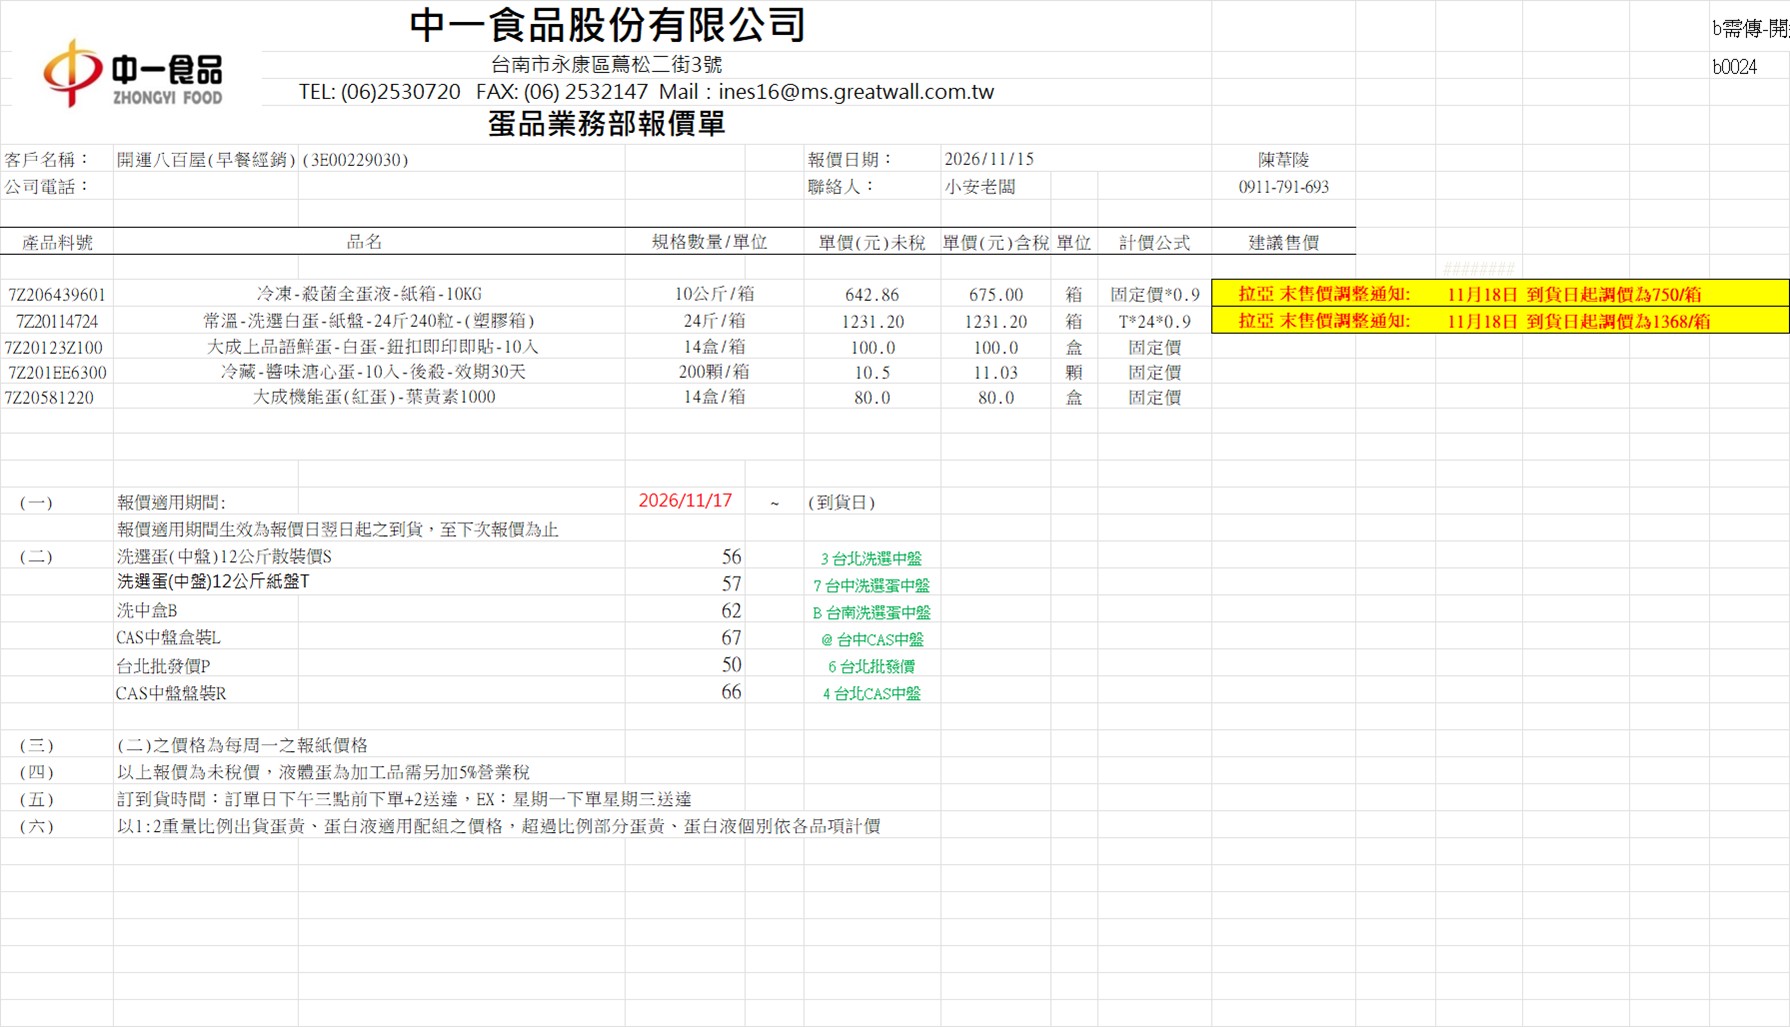 中一食品股份有限公司
b需傳-開
中一食品
ZHONGYI FOOD
台南市永康區蔦松二街3號
b0024
TEL: (06)2530720 FAX: (06) 2532147 Mail：ines16@ms.greatwall.com.tw
蛋品業務部報價單
客戶名稱： 開運八百屋(早餐經銷)(3E00229030) 報價日期： 2026/11/15 陳葦陵
公司電話： 聯絡人： 小安老闆 0911-791-693
產品料號 品名 規格數量/單位 單價(元)未稅 單價(元)含稅 單位 計價公式 建議售價
########
7Z206439601 冷凍-殺菌全蛋液-紙箱-10KG 10公斤/箱 642.86 675.00 箱 固定價*0.9 拉亞 末售價調整通知: 11月18日 到貨日起調價為750/箱
7Z20114724 常溫-洗選白蛋-紙盤-24斤240粒-(塑膠箱) 24斤/箱 1231.20 1231.20 箱 T*24*0.9 拉亞 末售價調整通知: 11月18日 到貨日起調價為1368/箱
7Z20123Z100 大成上品語鮮蛋-白蛋-鈕扣即印即貼-10入 14盒/箱 100.0 100.0 盒 固定價
7Z201EE6300 冷藏-醬味溏心蛋-10入-後殺-效期30天 200顆/箱 10.5 11.03 顆 固定價
7Z20581220 大成機能蛋(紅蛋)-葉黃素1000 14盒/箱 80.0 80.0 盒 固定價
(一) 報價適用期間: 2026/11/17 ~ (到貨日)
報價適用期間生效為報價日翌日起之到貨，至下次報價為止
(二) 洗選蛋(中盤)12公斤散裝價S 56 3 台北洗選中盤
洗選蛋(中盤)12公斤紙盤T 57 7 台中洗選蛋中盤
洗中盒B 62 B 台南洗選蛋中盤
CAS中盤盒裝L 67 @ 台中CAS中盤
台北批發價P 50 6 台北批發價
CAS中盤盤裝R 66 4 台北CAS中盤
(三) (二)之價格為每周一之報紙價格
(四) 以上報價為未稅價，液體蛋為加工品需另加5%營業稅
(五) 訂到貨時間：訂單日下午三點前下單+2送達，EX：星期一下單星期三送達
(六) 以1:2重量比例出貨蛋黃、蛋白液適用配組之價格，超過比例部分蛋黃、蛋白液個別依各品項計價